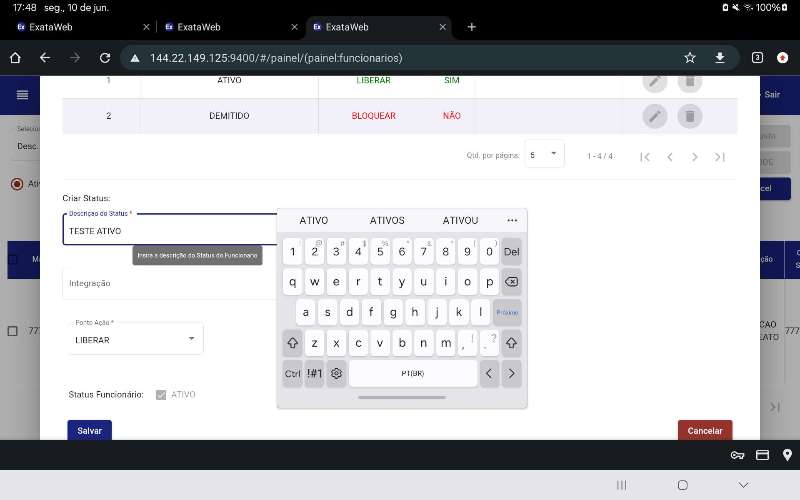 17:48 seg., 10 de jun. 100%
ExataWeb ExataWeb ExataWeb
144.22.149.125:9400/#/painel/(painel:funcionarios) 3
Sair
1 ATIVO LIBERAR SIM
2 DEMITIDO BLOQUEAR NÃO
Qtd. por página: 5 1 - 4 / 4
Desc.
Criar Status:
Descrição do Status *
TESTE ATIVO
Insira a descrição do Status do Funcionario
Integração
Ponto Ação *
LIBERAR
Status Funcionário: ATIVO
Salvar Cancelar
ATIVO ATIVOS ATIVOU ...
1 2 3 4 5 6 7 8 9 0 Del
q w e r t y u i o p
a s d f g h j k l Próximo
z x c v b n m , ! . ?
Ctrl !#1 PT(BR) < >